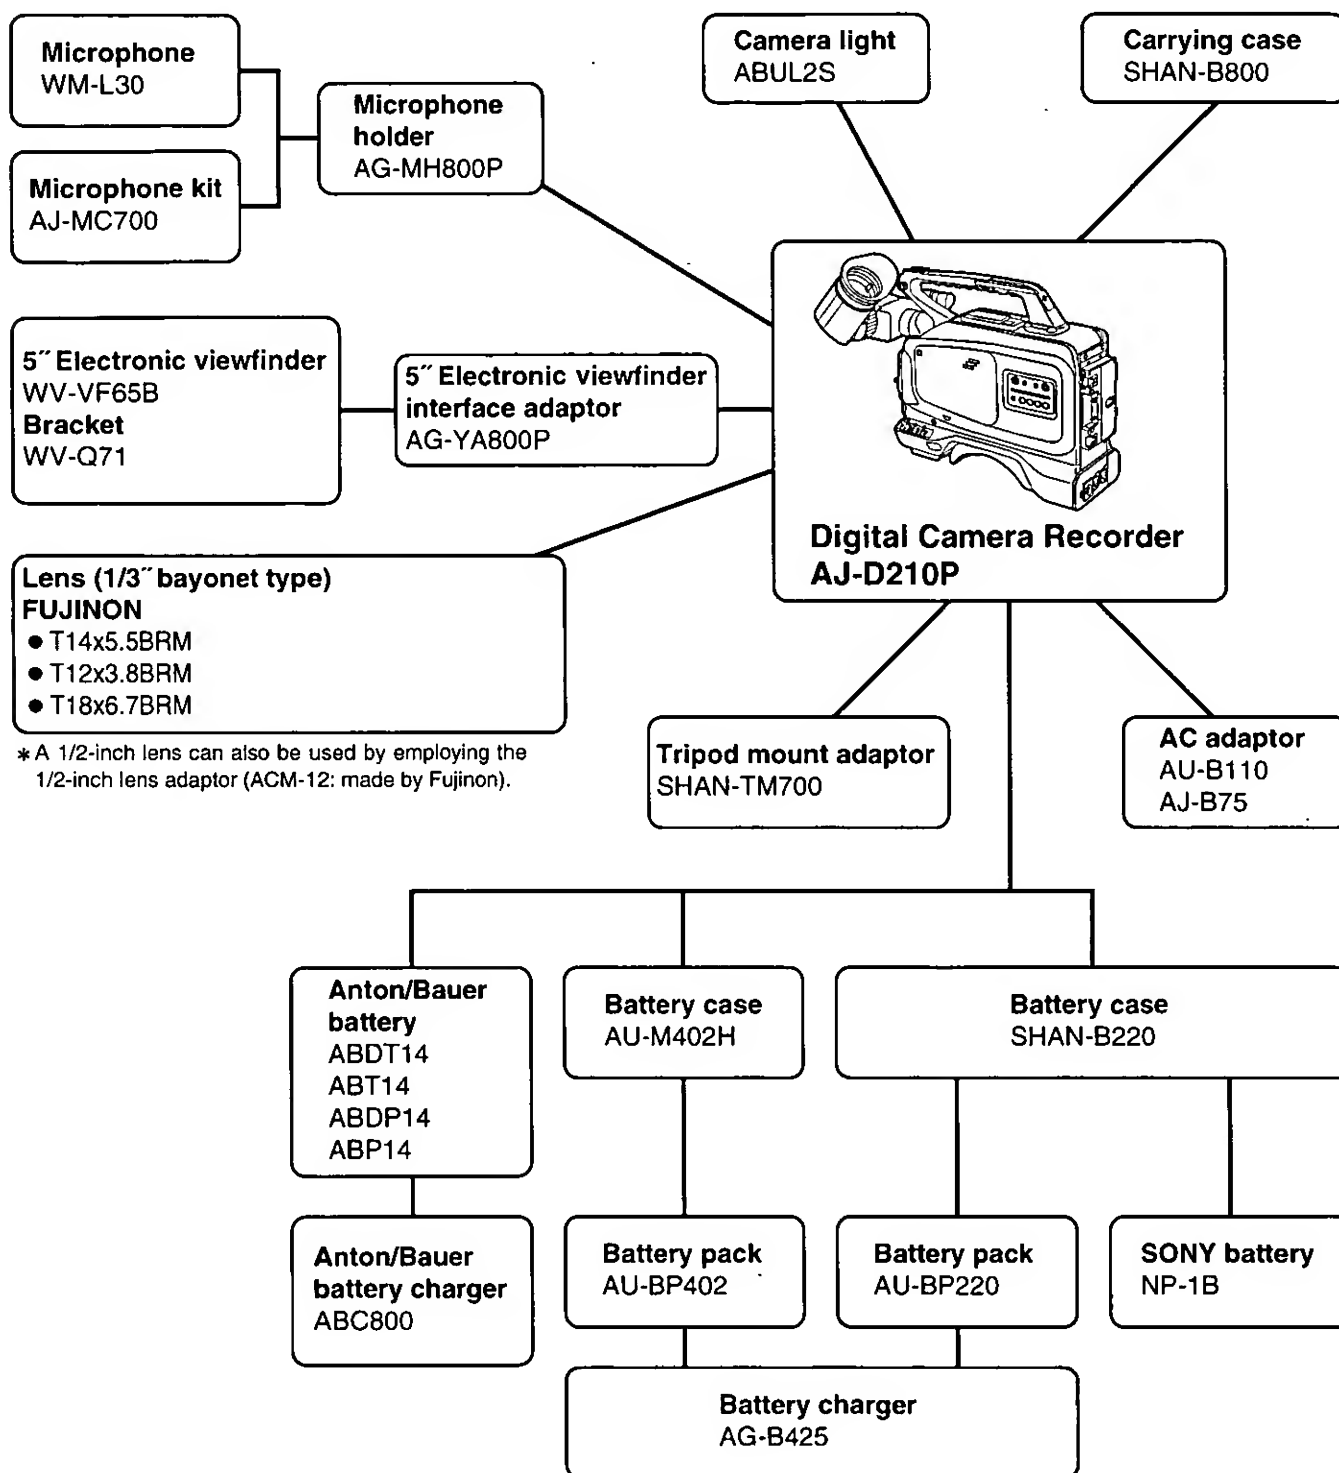 Microphone
WM-L30
Microphone kit
AJ-MC700
Microphone
holder
AG-MH800P
Camera light
ABUL2S
Carrying case
SHAN-B800
5″ Electronic viewfinder
WV-VF65B
Bracket
WV-Q71
5″ Electronic viewfinder
interface adaptor
AG-YA800P
Digital Camera Recorder
AJ-D210P
Lens (1/3″ bayonet type)
FUJINON
● T14x5.5BRM
● T12x3.8BRM
● T18x6.7BRM
* A 1/2-inch lens can also be used by employing the
1/2-inch lens adaptor (ACM-12: made by Fujinon).
Tripod mount adaptor
SHAN-TM700
AC adaptor
AU-B110
AJ-B75
Anton/Bauer
battery
ABDT14
ABT14
ABDP14
ABP14
Battery case
AU-M402H
Battery case
SHAN-B220
Anton/Bauer
battery charger
ABC800
Battery pack
AU-BP402
Battery pack
AU-BP220
SONY battery
NP-1B
Battery charger
AG-B425